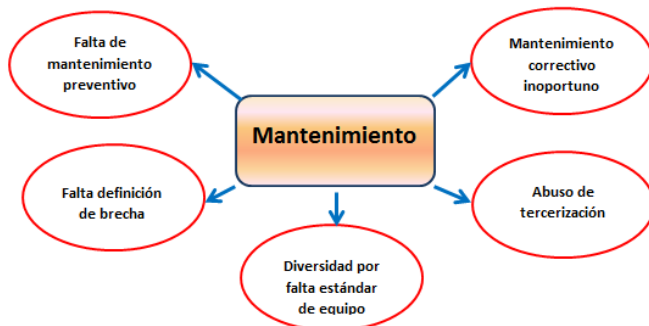 Falta de
mantenimiento
preventivo
Mantenimiento
correctivo
inoportuno
Mantenimiento
Falta definición
de brecha
Abuso de
tercerización
Diversidad por
falta estándar
de equipo